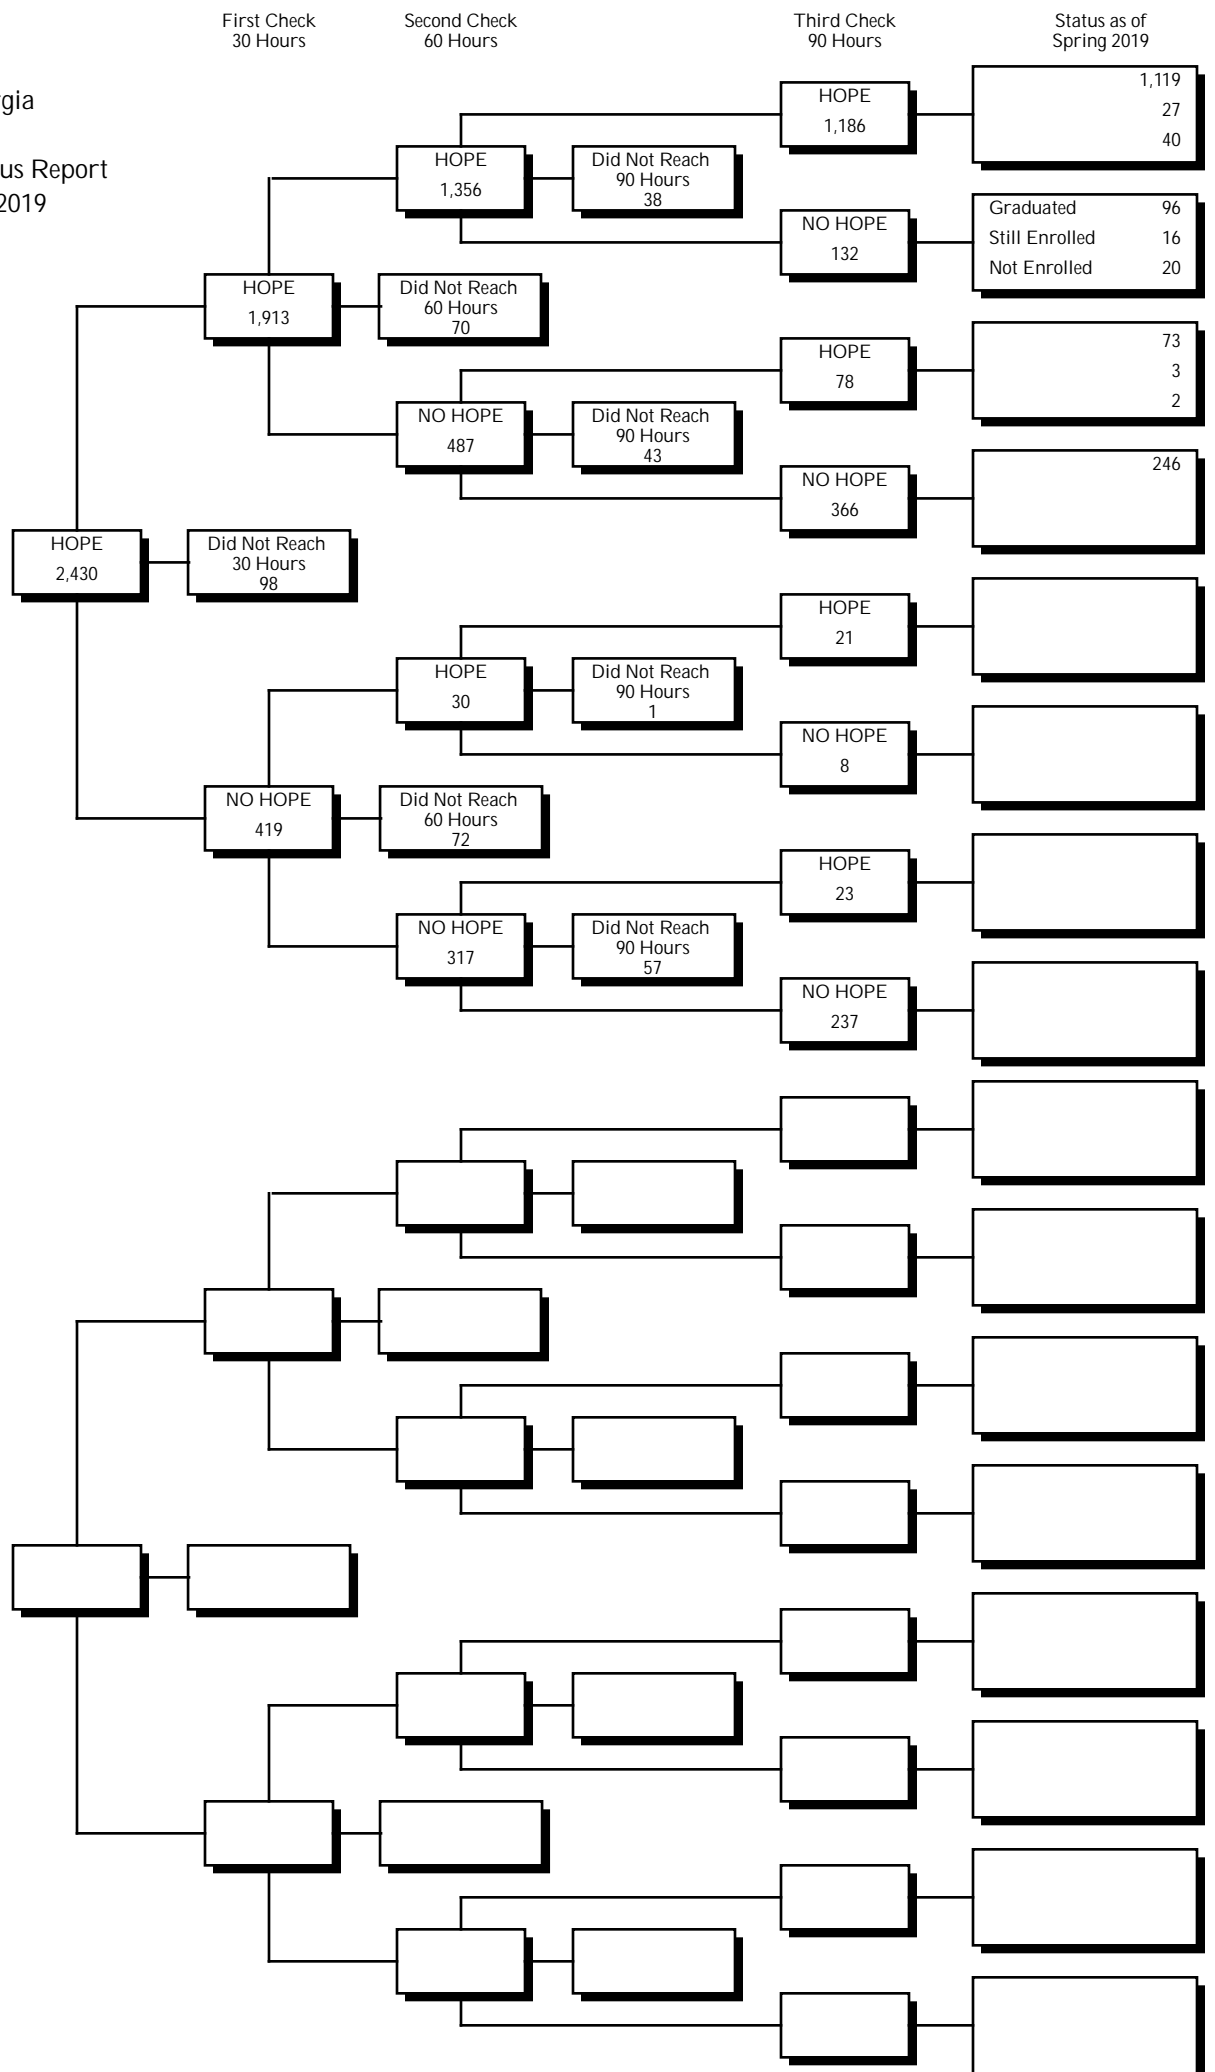 First Check
30 Hours
Second Check
60 Hours
Third Check
90 Hours
Status as of
Spring 2019
rgia
us Report
2019
HOPE
1,186
1,119
27
40
HOPE
1,356
Did Not Reach
90 Hours
38
NO HOPE
132
Graduated 96
Still Enrolled 16
Not Enrolled 20
HOPE
1,913
Did Not Reach
60 Hours
70
HOPE
78
73
3
2
NO HOPE
487
Did Not Reach
90 Hours
43
NO HOPE
366
246
HOPE
2,430
Did Not Reach
30 Hours
98
HOPE
21
HOPE
30
Did Not Reach
90 Hours
1
NO HOPE
8
NO HOPE
419
Did Not Reach
60 Hours
72
HOPE
23
NO HOPE
317
Did Not Reach
90 Hours
57
NO HOPE
237